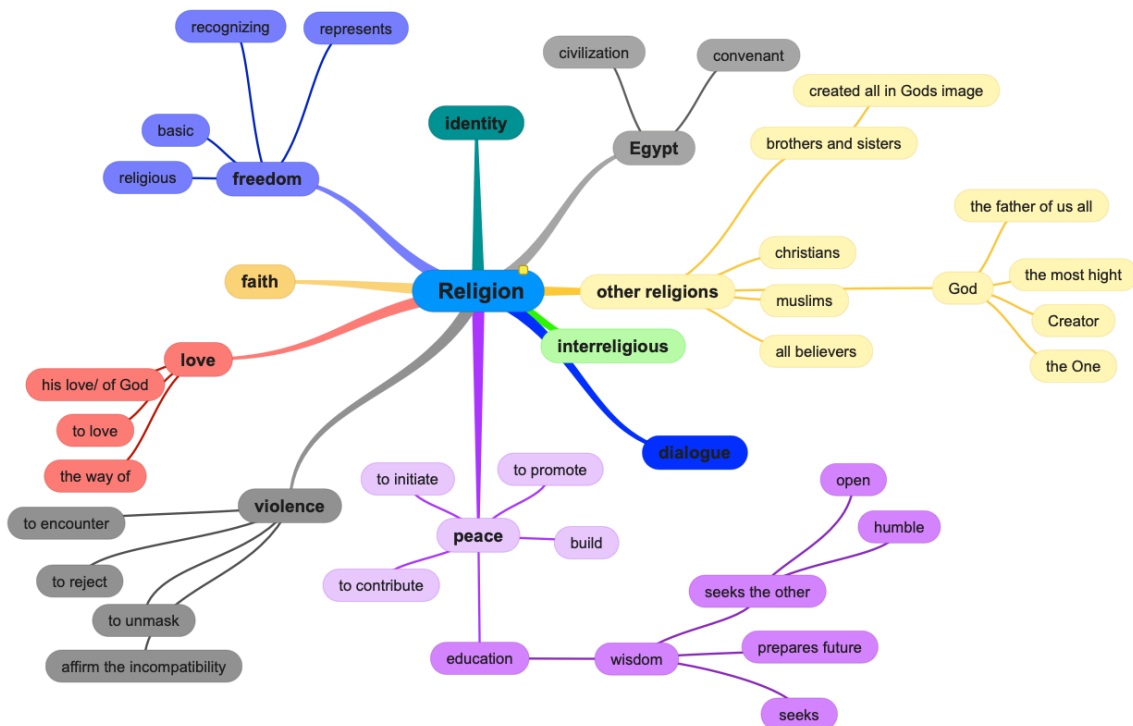 recognizing
represents
basic
religious
freedom
identity
civilization
convenant
Egypt
created all in Gods image
brothers and sisters
the father of us all
christians
the most hight
God
muslims
Creator
all believers
the One
faith
Religion
other religions
interreligious
dialogue
love
his love/ of God
to love
the way of
violence
to encounter
to reject
to unmask
affirm the incompatibility
to initiate
to promote
peace
build
to contribute
education
wisdom
open
humble
seeks the other
prepares future
seeks